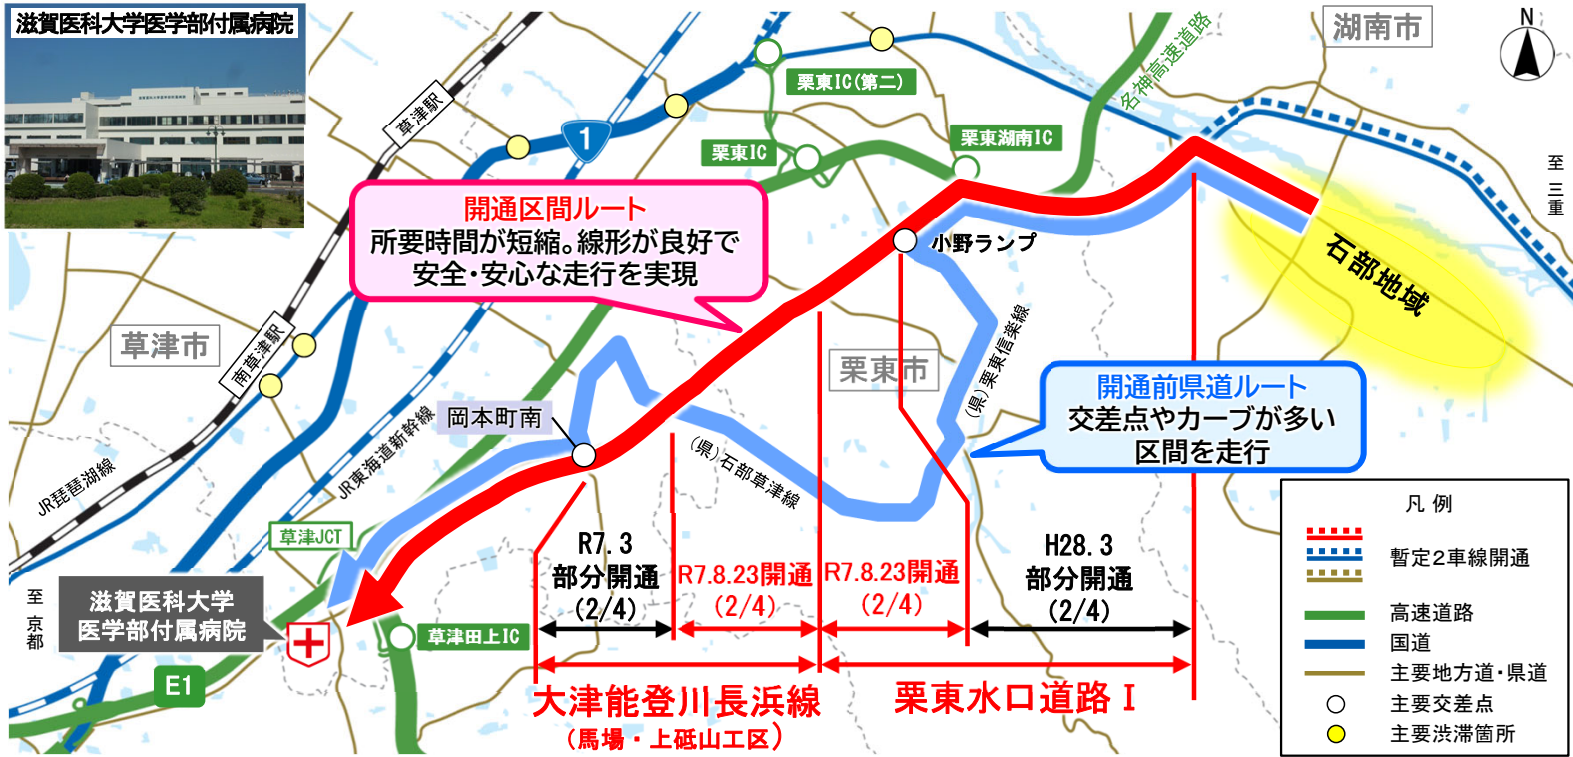 滋賀医科大学医学部付属病院
湖南市
N
至 三重
草津駅
栗東IC(第二)
名神高速道路
1
栗東IC
栗東湖南IC
開通区間ルート
所要時間が短縮。線形が良好で
安全・安心な走行を実現
小野ランプ
石部地域
草津市
南草津駅
栗東市
(県)栗東信楽線
開通前県道ルート
交差点やカーブが多い
区間を走行
岡本町南
JR東海道新幹線
(県)石部草津線
JR琵琶湖線
草津JCT
至 京都
滋賀医科大学
医学部付属病院
草津田上IC
E1
R7.3
部分開通
(2/4)
R7.8.23開通
(2/4)
R7.8.23開通
(2/4)
H28.3
部分開通
(2/4)
大津能登川長浜線
(馬場・上砥山工区)
栗東水口道路Ⅰ
凡例
暫定2車線開通
高速道路
国道
主要地方道・県道
主要交差点
主要渋滞箇所